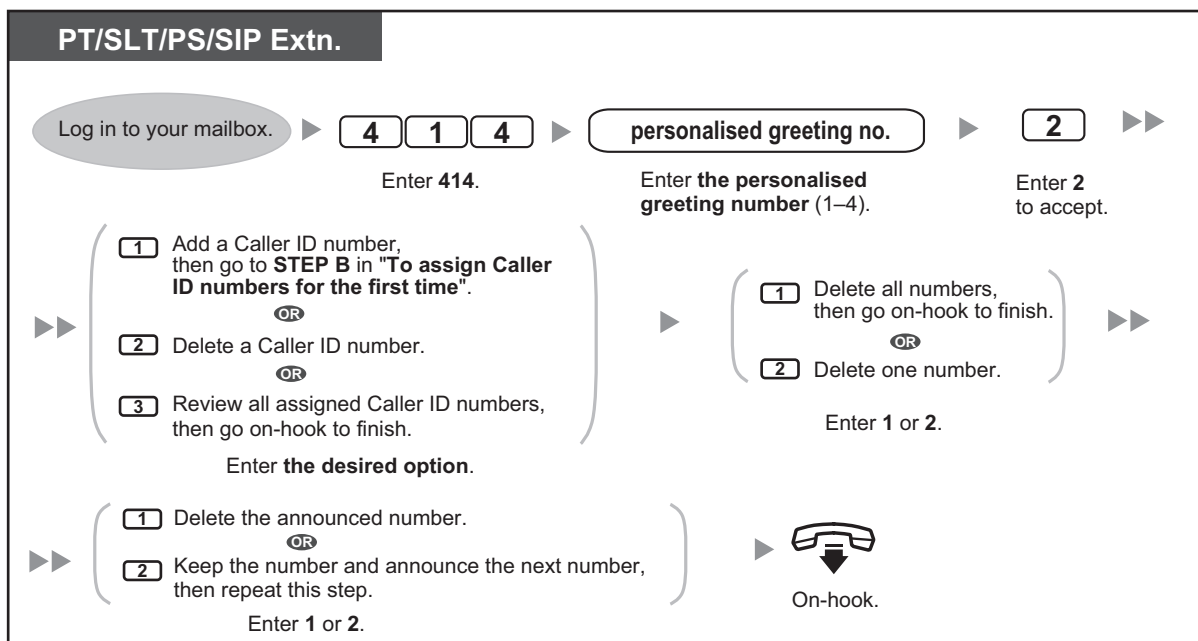 PT/SLT/PS/SIP Extn.
Log in to your mailbox.
4 1 4
personalised greeting no.
2
Enter 414.
Enter the personalised
greeting number (1–4).
Enter 2
to accept.
1 Add a Caller ID number,
then go to STEP B in "To assign Caller
ID numbers for the first time".
OR
2 Delete a Caller ID number.
OR
3 Review all assigned Caller ID numbers,
then go on-hook to finish.
Enter the desired option.
1 Delete all numbers,
then go on-hook to finish.
OR
2 Delete one number.
Enter 1 or 2.
1 Delete the announced number.
OR
2 Keep the number and announce the next number,
then repeat this step.
Enter 1 or 2.
On-hook.